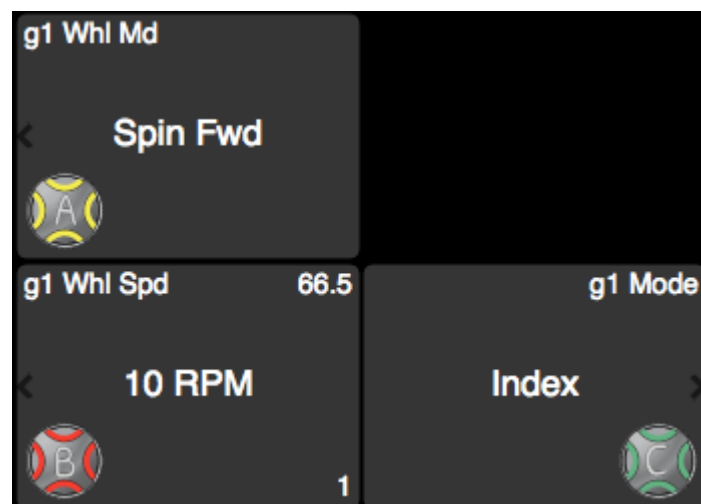 g1 Whl Md
Spin Fwd
A
g1 Whl Spd 66.5
10 RPM
B
1
g1 Mode
Index
C